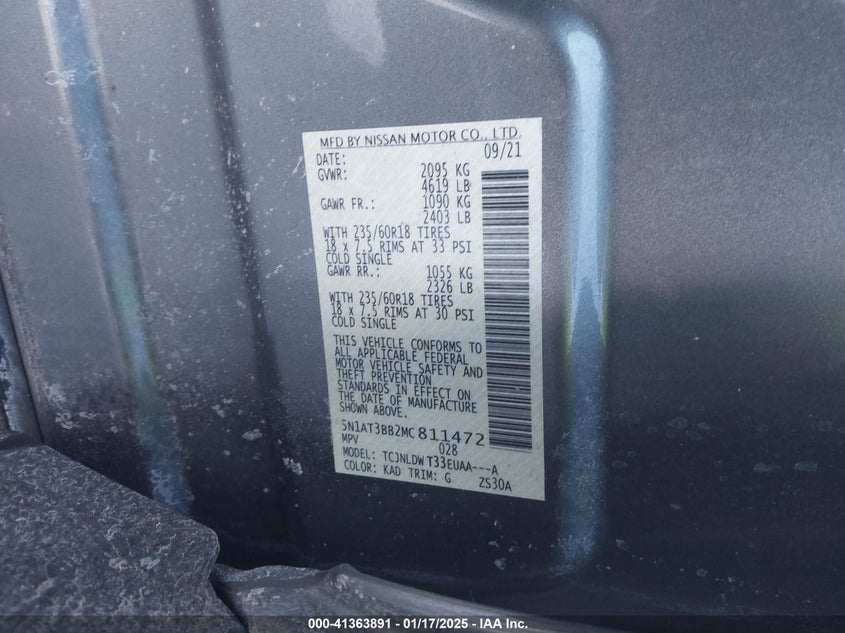 MFD BY NISSAN MOTOR CO., LTD.
DATE: 09/21
GVWR: 2095 KG
4619 LB
GAWR FR.: 1090 KG
2403 LB
WITH 235/60R18 TIRES
18 x 7.5 RIMS AT 33 PSI
COLD SINGLE
GAWR RR.: 1055 KG
2326 LB
WITH 235/60R18 TIRES
18 x 7.5 RIMS AT 30 PSI
COLD SINGLE
THIS VEHICLE CONFORMS TO
ALL APPLICABLE FEDERAL
MOTOR VEHICLE SAFETY AND
THEFT PREVENTION
STANDARDS IN EFFECT ON
THE DATE OF MANUFACTURE
SHOWN ABOVE.
5N1AT3BB2MC811472
MPV 028
MODEL: TCJNLDWT33EUAA---A
COLOR: KAD TRIM: G ZS30A
000-41363891 — 01/17/2025 — IAA Inc.